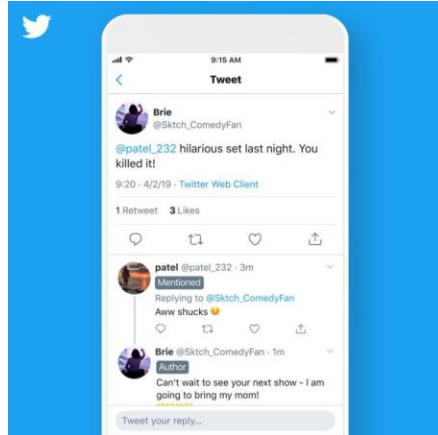 9:15 AM
Tweet
Brie
@Sktch_ComedyFan
@patel_232 hilarious set last night. You
killed it!
9:20 · 4/2/19 · Twitter Web Client
1 Retweet 3 Likes
patel @patel_232 · 3m
Mentioned
Replying to @Sktch_ComedyFan
Aww shucks 😏
Brie @Sktch_ComedyFan · 1m
Author
Can't wait to see your next show - I am
going to bring my mom!
Tweet your reply...